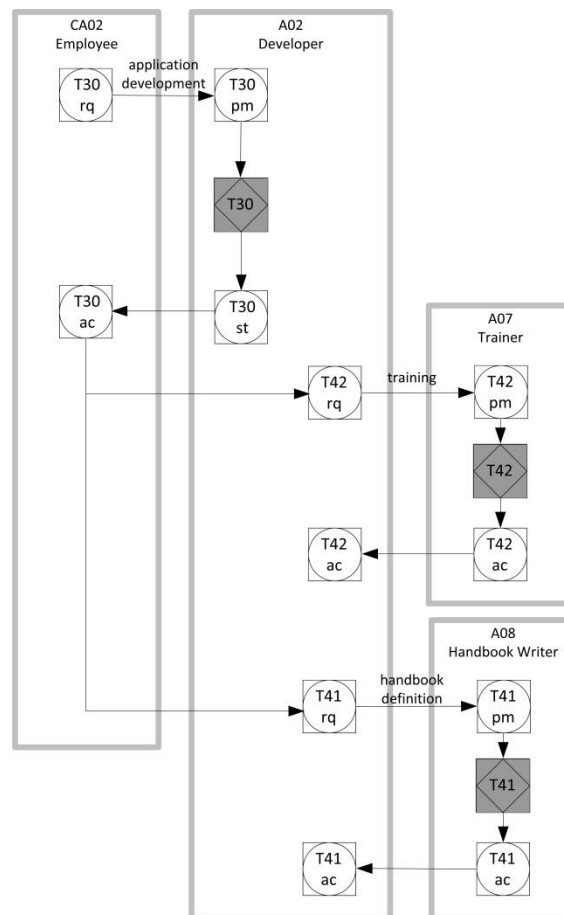 CA02
Employee
A02
Developer
T30
rq
application
development
T30
pm
T30
T30
ac
T30
st
A07
Trainer
T42
rq
training
T42
pm
T42
T42
ac
T42
ac
A08
Handbook Writer
T41
rq
handbook
definition
T41
pm
T41
T41
ac
T41
ac